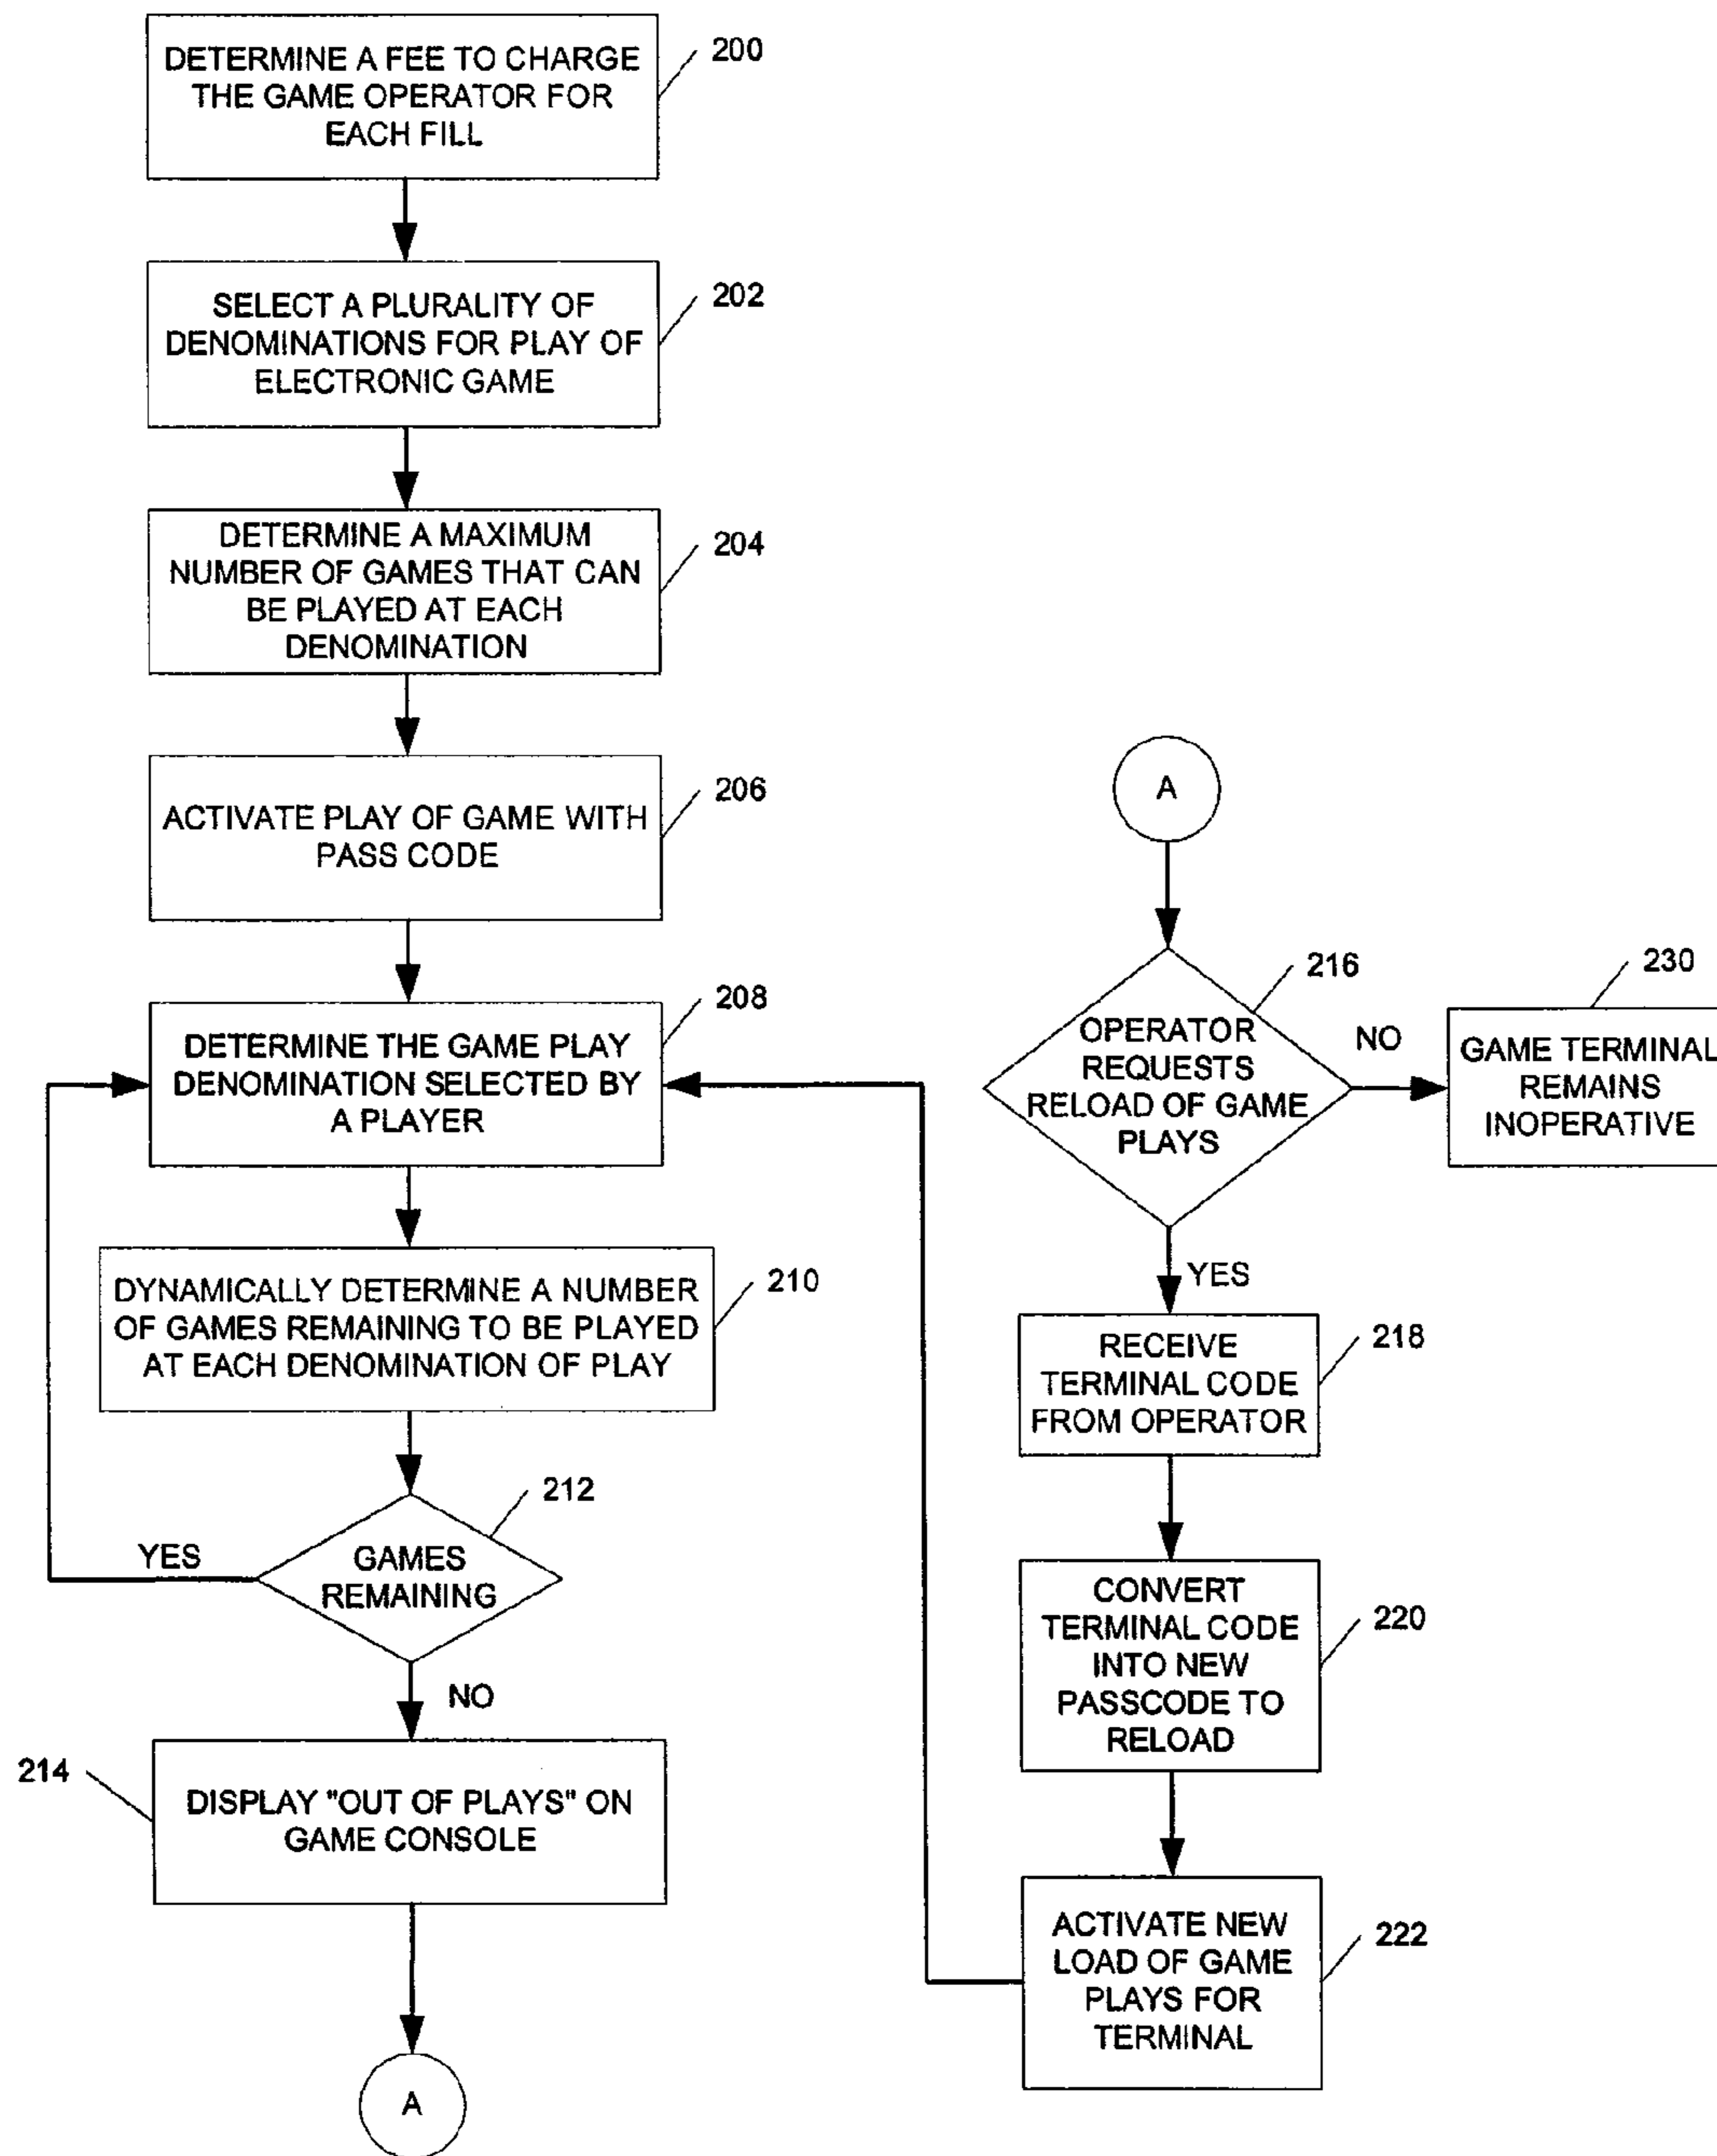 DETERMINE A FEE TO CHARGE
THE GAME OPERATOR FOR
EACH FILL
200
SELECT A PLURALITY OF
DENOMINATIONS FOR PLAY OF
ELECTRONIC GAME
202
DETERMINE A MAXIMUM
NUMBER OF GAMES THAT CAN
BE PLAYED AT EACH
DENOMINATION
204
ACTIVATE PLAY OF GAME WITH
PASS CODE
206
DETERMINE THE GAME PLAY
DENOMINATION SELECTED BY
A PLAYER
208
DYNAMICALLY DETERMINE A NUMBER
OF GAMES REMAINING TO BE PLAYED
AT EACH DENOMINATION OF PLAY
210
GAMES
REMAINING
212
YES
NO
214
DISPLAY "OUT OF PLAYS" ON
GAME CONSOLE
A
A
OPERATOR
REQUESTS
RELOAD OF GAME
PLAYS
216
NO
230
GAME TERMINAL
REMAINS
INOPERATIVE
YES
RECEIVE
TERMINAL CODE
FROM OPERATOR
218
CONVERT
TERMINAL CODE
INTO NEW
PASSCODE TO
RELOAD
220
ACTIVATE NEW
LOAD OF GAME
PLAYS FOR
TERMINAL
222